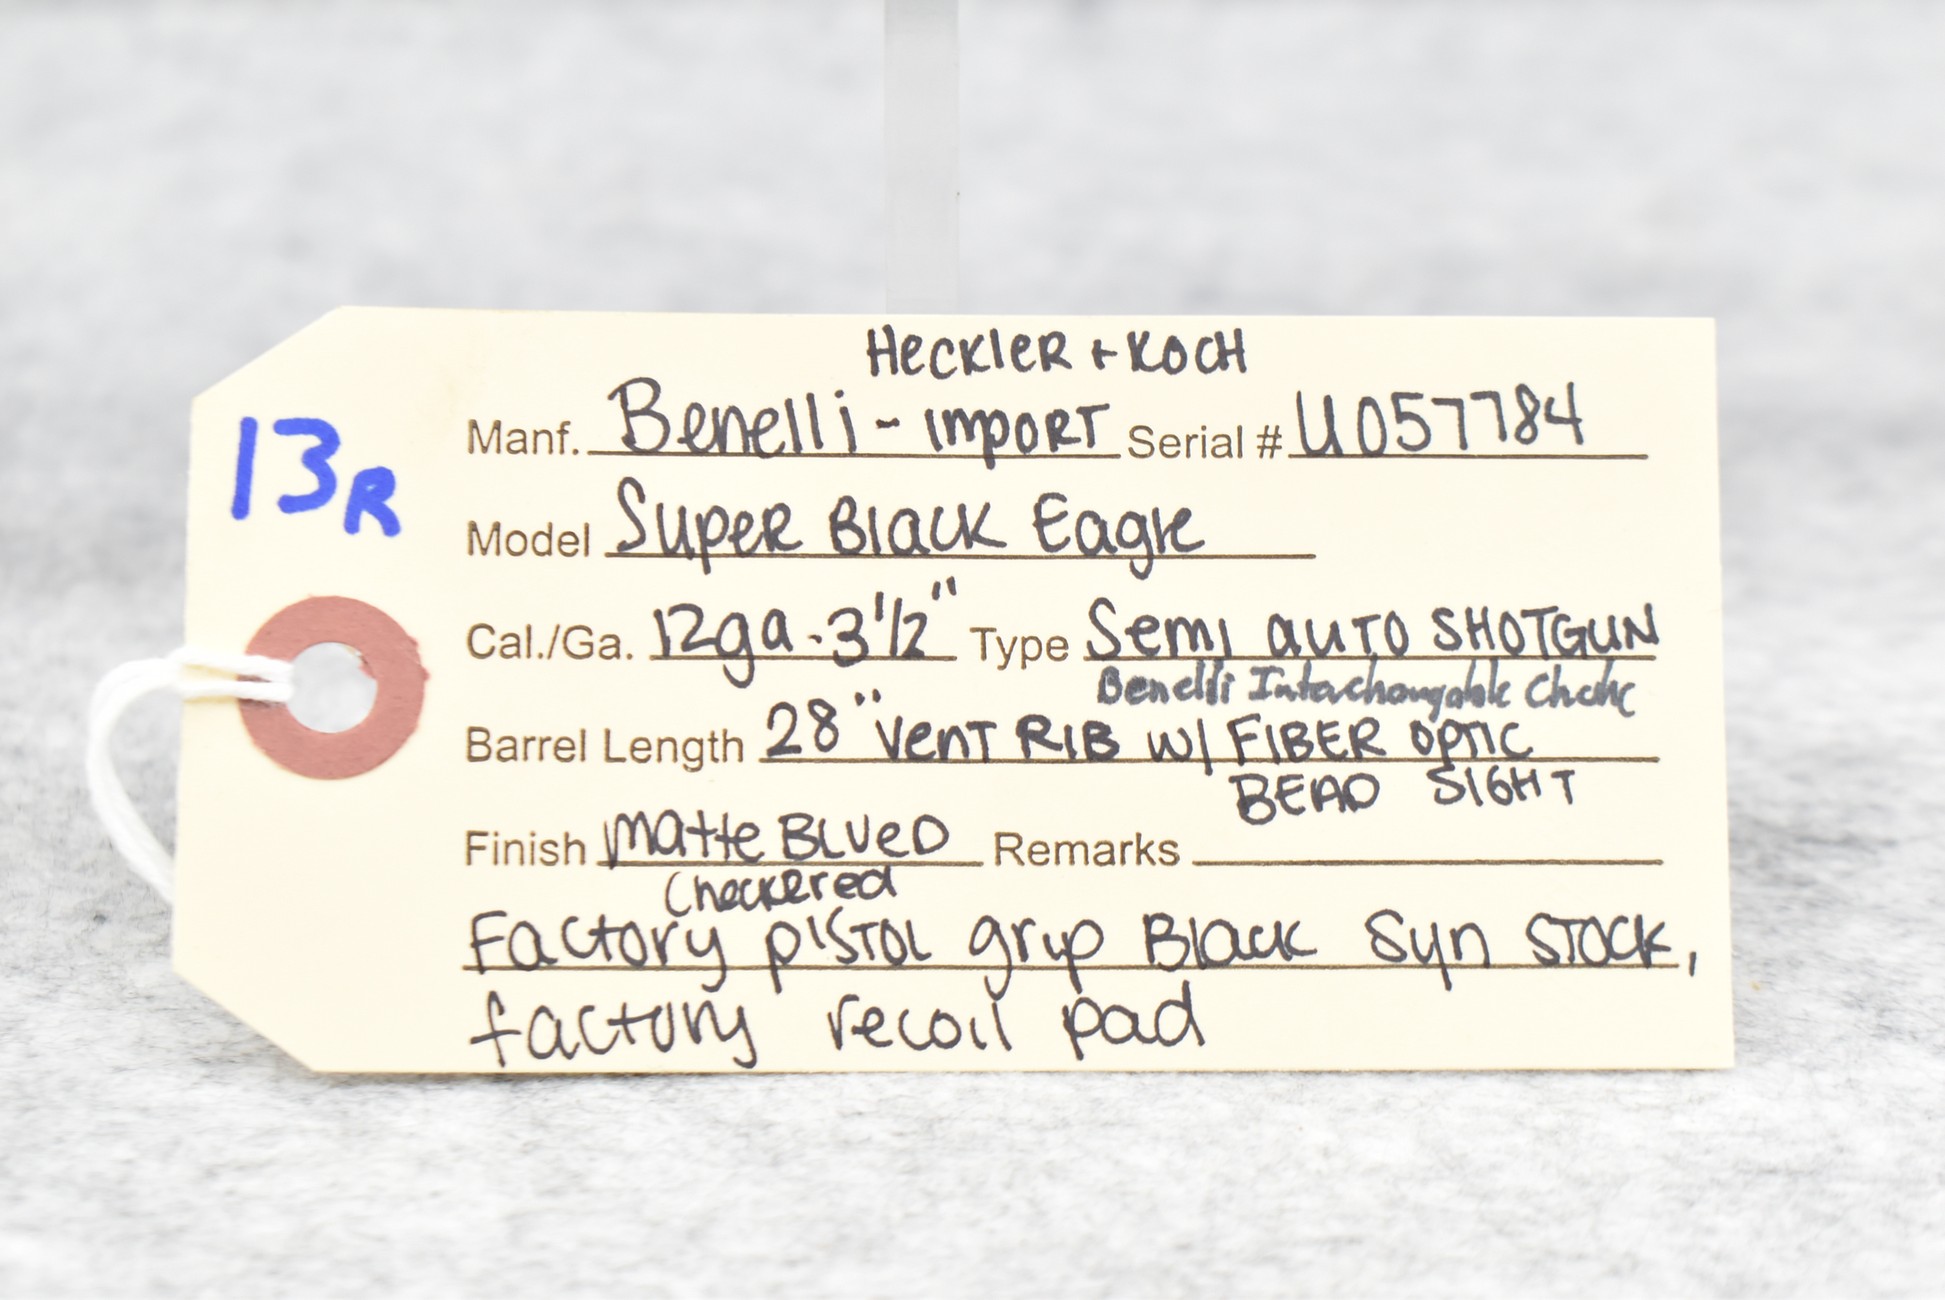 13R
HeckleR + KOCH
Manf. Benelli - IMPORT Serial # U057784
Model SupeR Black Eagle
Cal./Ga. 12ga - 3 1/2" Type Semi auTO SHOTGUN
Benelli Interchangable Choke
Barrel Length 28" VenT RIB w/ FIBER OPTIC
BEAD SIGHT
Finish Matte BLUeD Remarks
Checkered
Factory pISTOL grip Black Syn STOCK,
factory recoil pad